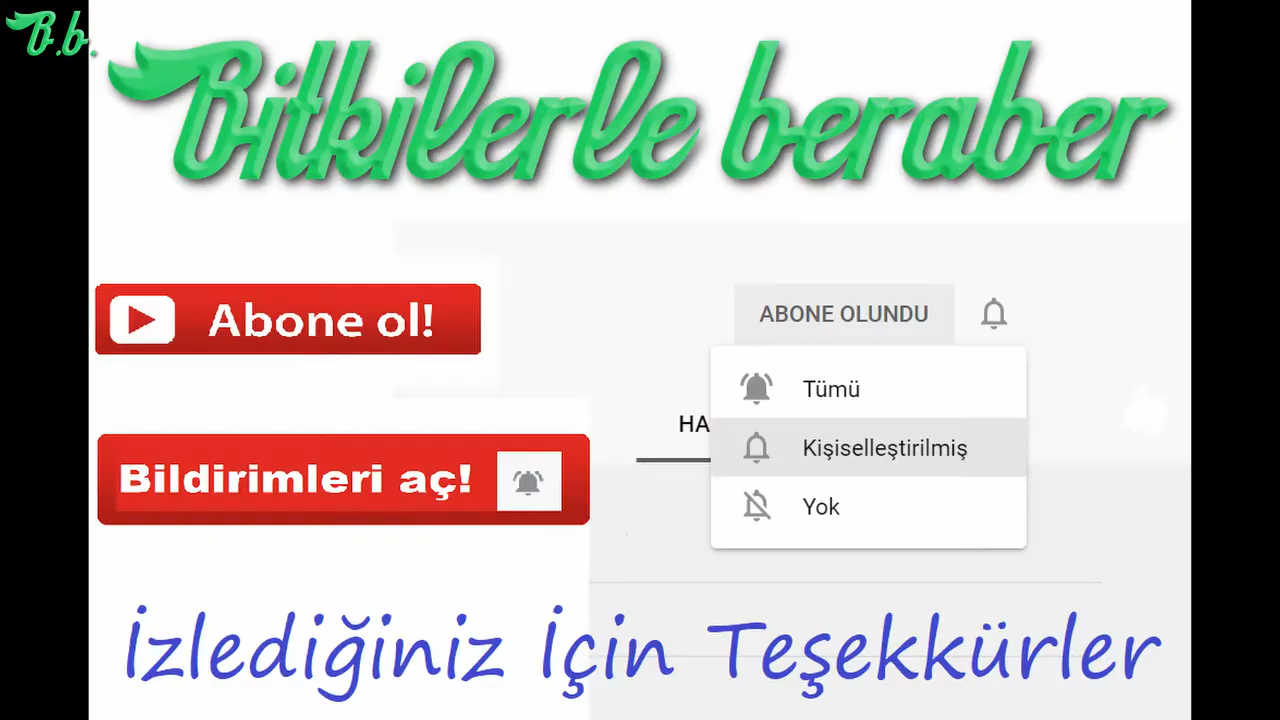 B.b.
Bitkilerle beraber
Abone ol!
ABONE OLUNDU
Tümü
HA
Kişiselleştirilmiş
Bildirimleri aç!
Yok
İzlediğiniz İçin Teşekkürler